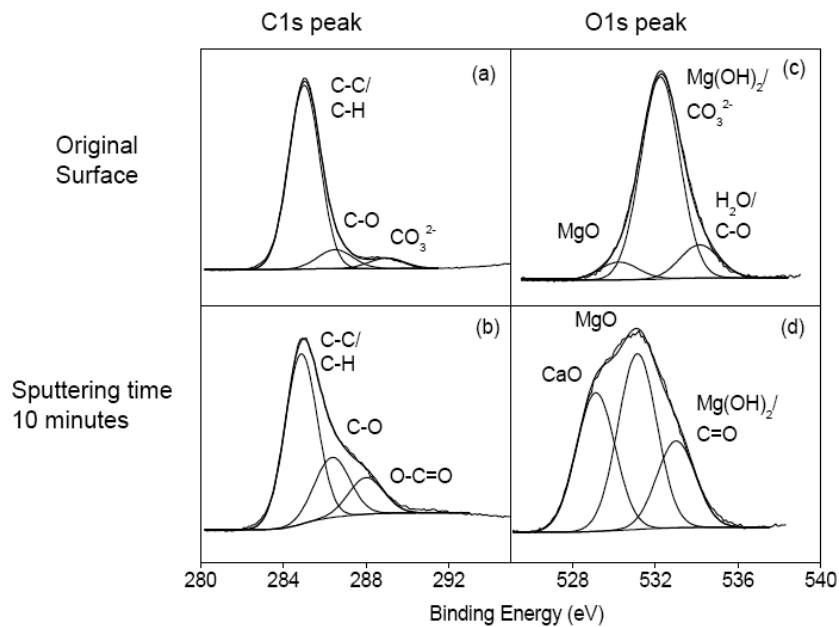 C1s peak
O1s peak
Original
Surface
(a)
C-C/
C-H
C-O
CO₃²⁻
(c)
Mg(OH)₂/
CO₃²⁻
H₂O/
C-O
MgO
Sputtering time
10 minutes
(b)
C-C/
C-H
C-O
O-C=O
(d)
MgO
CaO
Mg(OH)₂/
C=O
280 284 288 292 528 532 536 540
Binding Energy (eV)